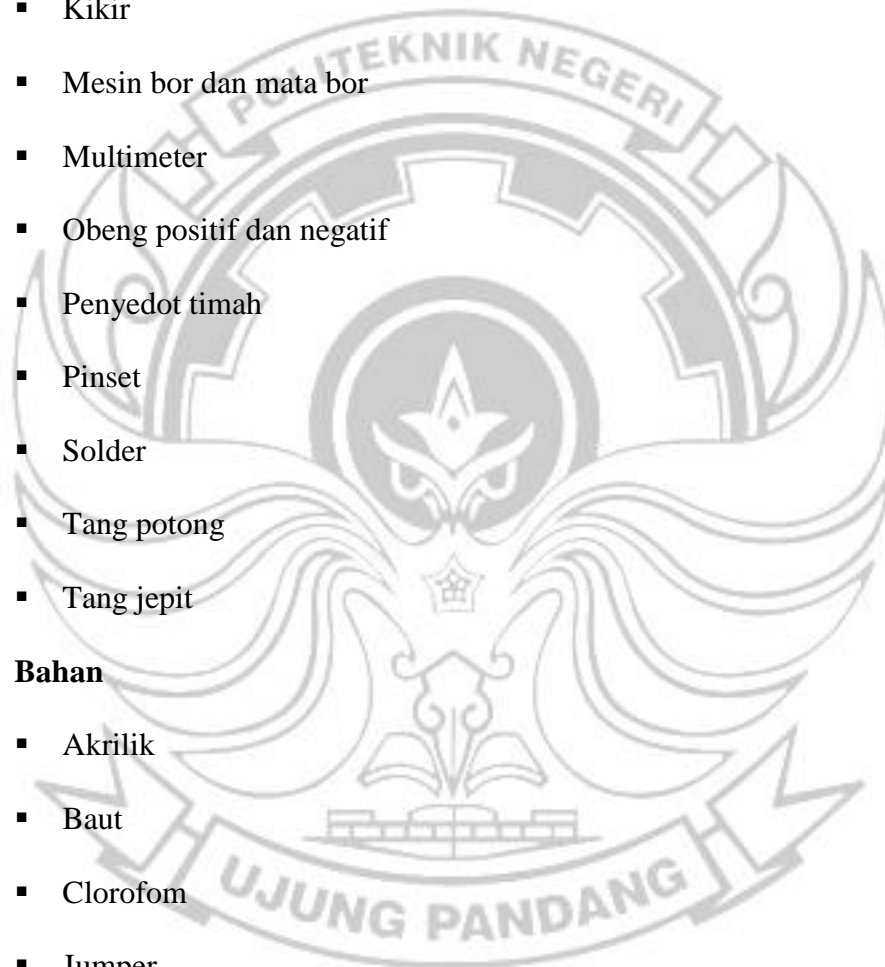 ▪ Kikir
▪ Mesin bor dan mata bor
▪ Multimeter
▪ Obeng positif dan negatif
▪ Penyedot timah
▪ Pinset
▪ Solder
▪ Tang potong
▪ Tang jepit
Bahan
▪ Akrilik
▪ Baut
▪ Clorofom
▪ Jumper
POLITEKNIK NEGERI
UJUNG PANDANG